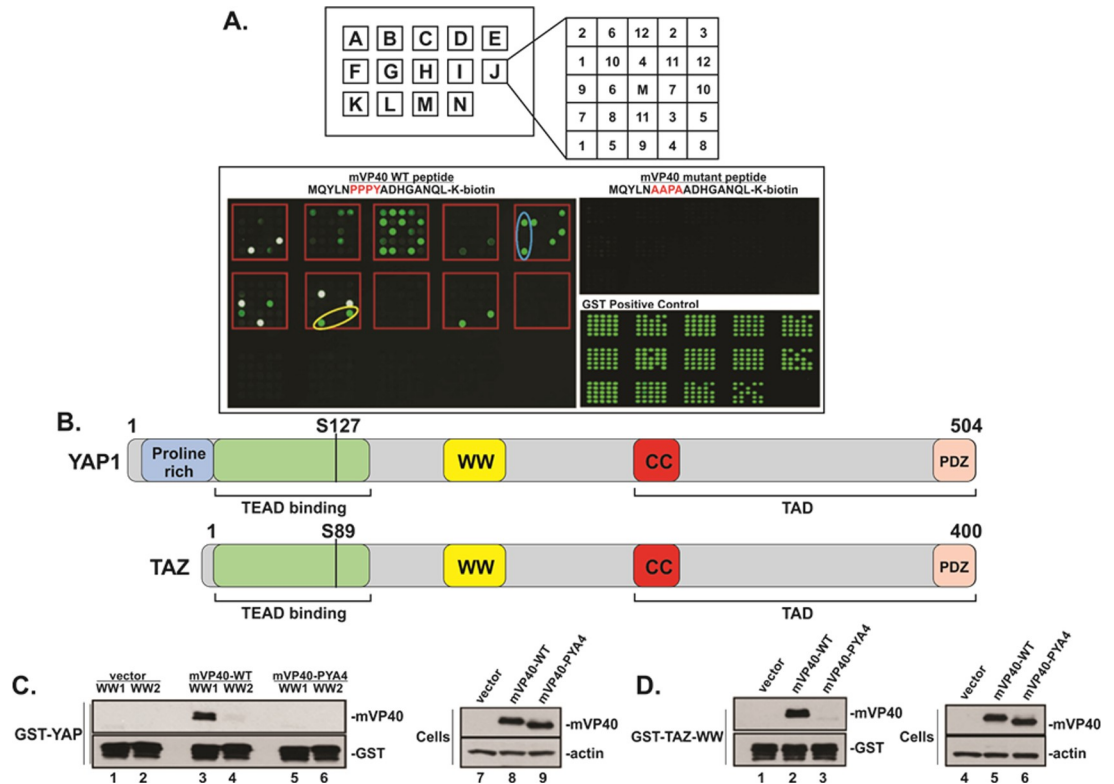 A.
A B C D E
F G H I J
K L M N
2 6 12 2 3
1 10 4 11 12
9 6 M 7 10
7 8 11 3 5
1 5 9 4 8
mVP40 WT peptide
MQYLNPPPYADHGANQL-K-biotin
mVP40 mutant peptide
MQYLNAAPAADHGANQL-K-biotin
GST Positive Control
B.
1 S127 504
YAP1 Proline rich WW CC PDZ
TEAD binding TAD
1 S89 400
TAZ WW CC PDZ
TEAD binding TAD
C.
vector mVP40-WT mVP40-PYA4
WW1 WW2 WW1 WW2 WW1 WW2
GST-YAP
-mVP40
-GST
1 2 3 4 5 6
vector mVP40-WT mVP40-PYA4
Cells
-mVP40
-actin
7 8 9
D.
vector mVP40-WT mVP40-PYA4
GST-TAZ-WW
-mVP40
-GST
1 2 3
vector mVP40-WT mVP40-PYA4
Cells
-mVP40
-actin
4 5 6